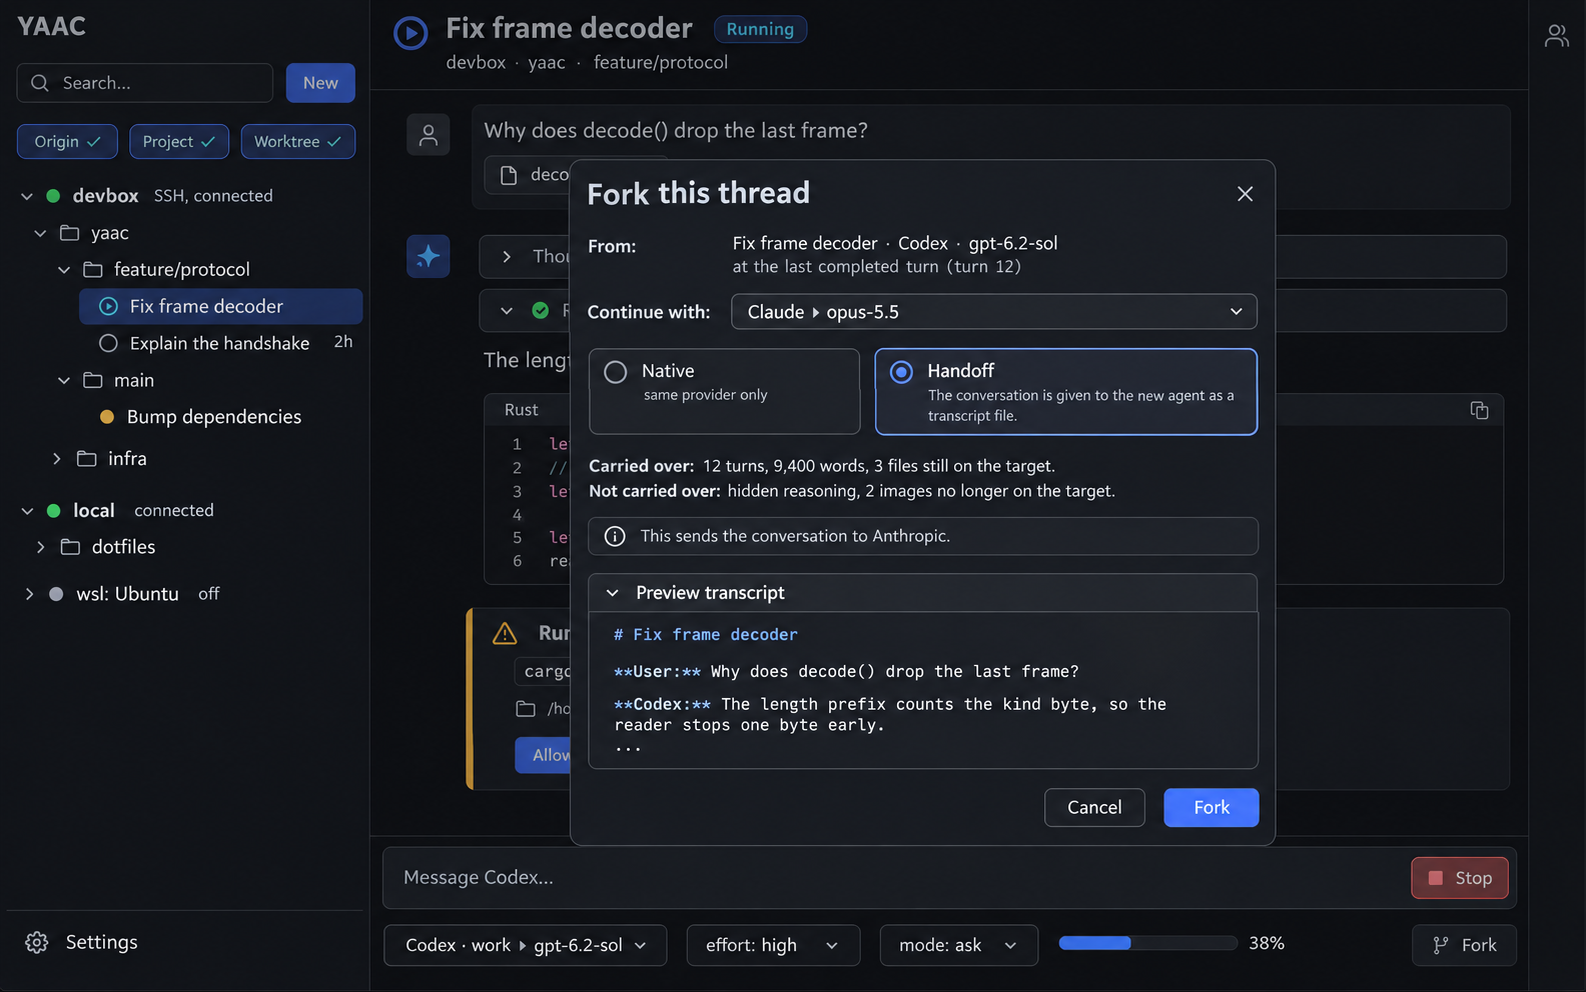 YAAC
Search...
New
Origin
Project
Worktree
devbox SSH, connected
yaac
feature/protocol
Fix frame decoder
Explain the handshake 2h
main
Bump dependencies
infra
local connected
dotfiles
wsl: Ubuntu off
Settings
Fix frame decoder Running
devbox · yaac · feature/protocol
Why does decode() drop the last frame?
The
Rust
1
2 //
3
4
5
6
Fork this thread
From: Fix frame decoder · Codex · gpt-6.2-sol
at the last completed turn (turn 12)
Continue with: Claude ▸ opus-5.5
Native
same provider only
Handoff
The conversation is given to the new agent as a
transcript file.
Carried over: 12 turns, 9,400 words, 3 files still on the target.
Not carried over: hidden reasoning, 2 images no longer on the target.
This sends the conversation to Anthropic.
Preview transcript
# Fix frame decoder
**User:** Why does decode() drop the last frame?
**Codex:** The length prefix counts the kind byte, so the
reader stops one byte early.
...
Cancel
Fork
Message Codex...
Stop
Codex · work ▸ gpt-6.2-sol
effort: high
mode: ask
38%
Fork